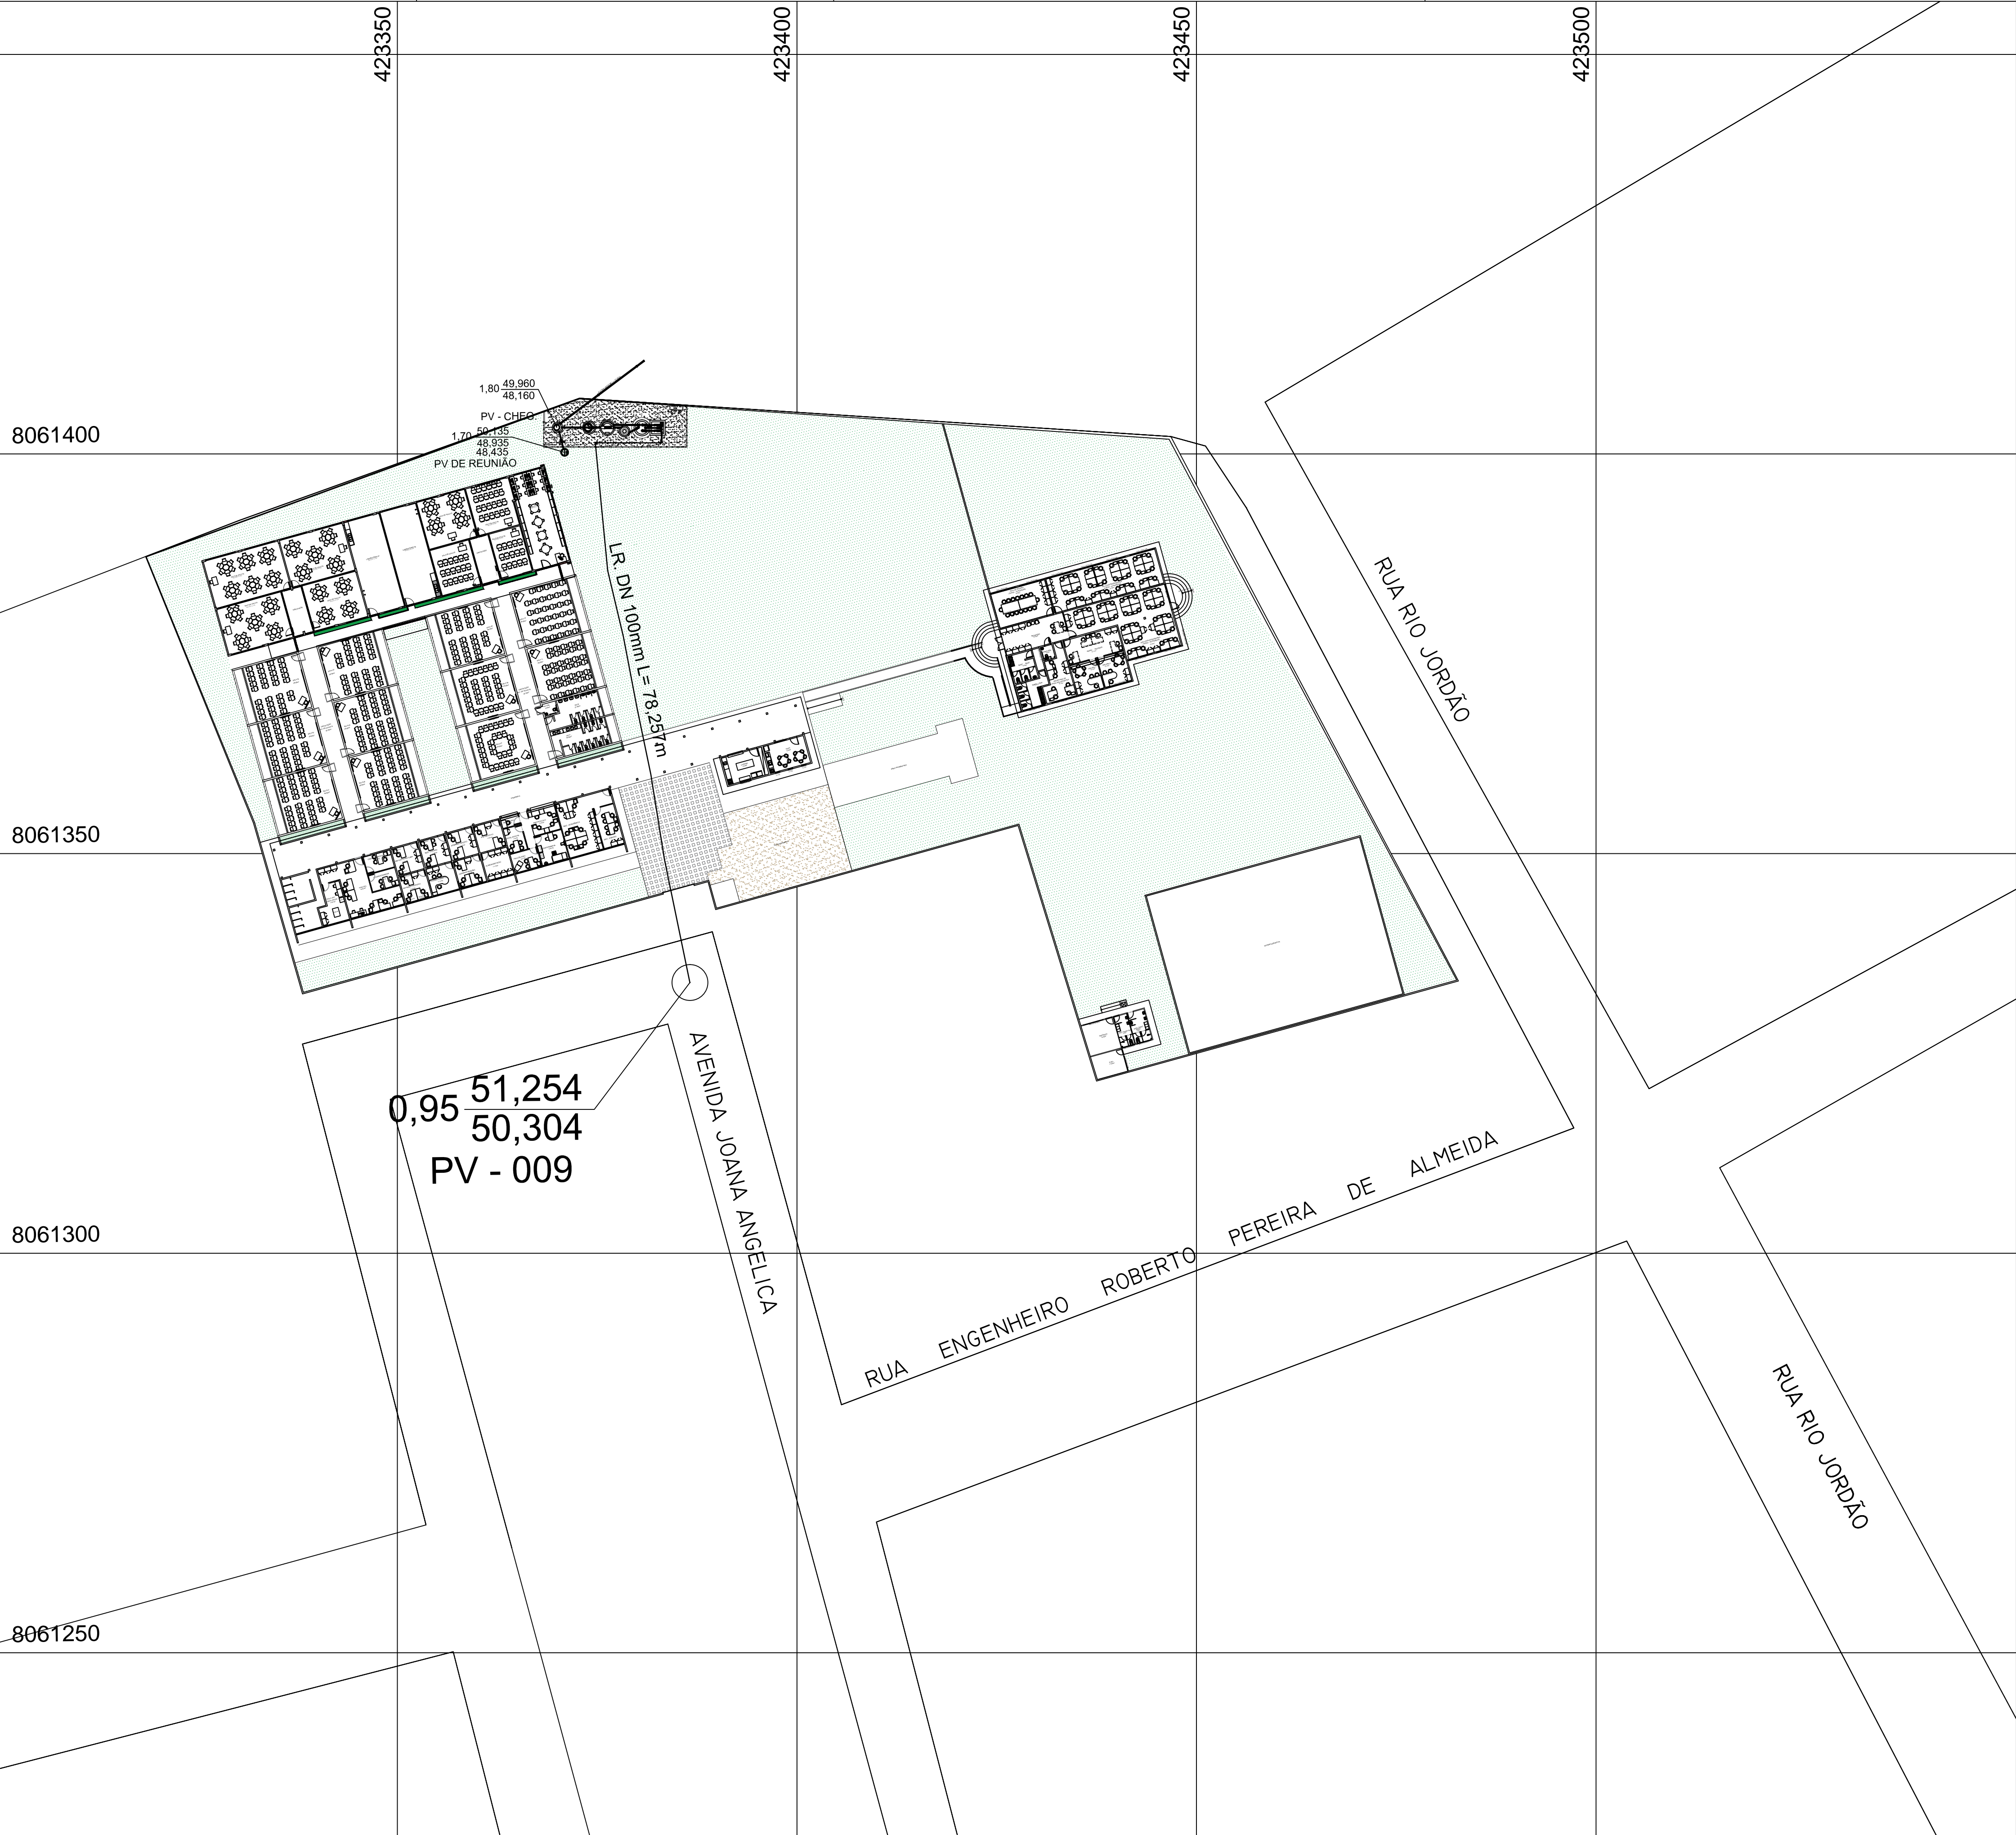 423350
423400
423450
423500
1,80 49,960
48,160
PV - CHEG.
8061400
1,70 50,135
48,935
48,435
PV DE REUNIÃO
LR. DN 100mm L= 78,257m
RUA RIO JORDÃO
8061350
0,95 51,254
50,304
PV - 009
AVENIDA JOANA ANGELICA
RUA ENGENHEIRO ROBERTO PEREIRA DE ALMEIDA
8061300
RUA RIO JORDÃO
8061250